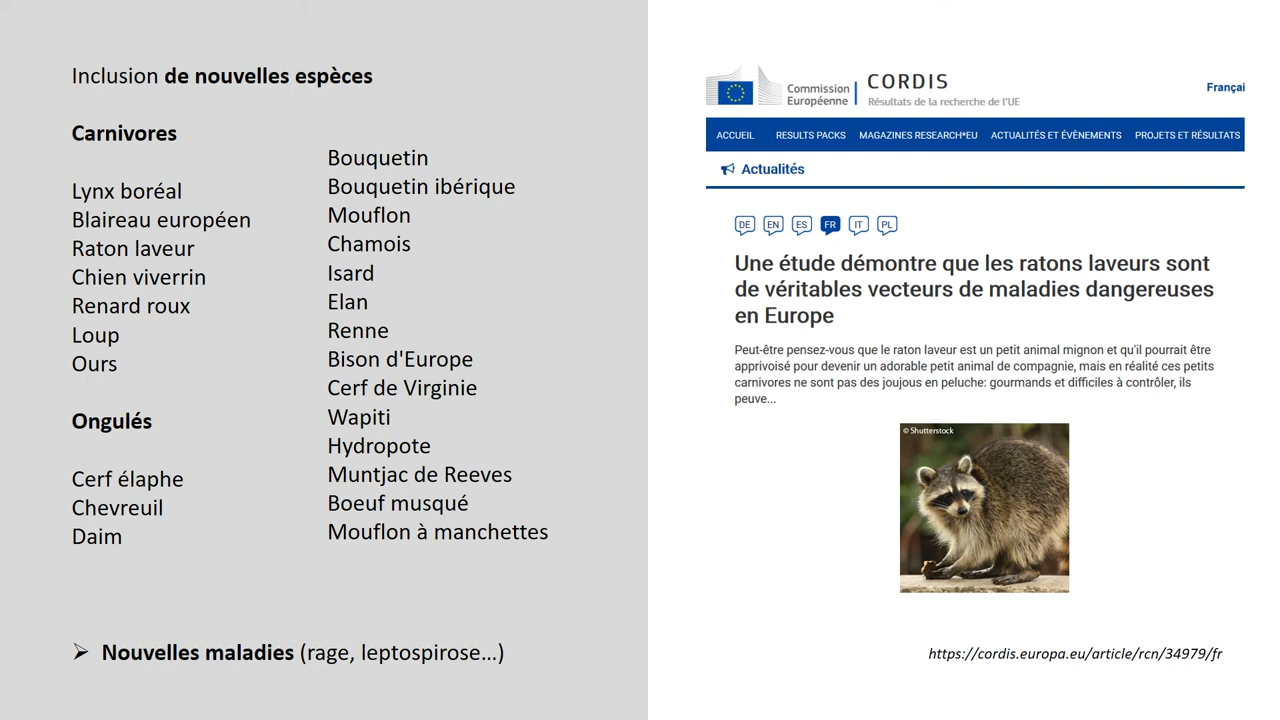 Inclusion de nouvelles espèces
Carnivores
Lynx boréal
Blaireau européen
Raton laveur
Chien viverrin
Renard roux
Loup
Ours
Ongulés
Cerf élaphe
Chevreuil
Daim
Bouquetin
Bouquetin ibérique
Mouflon
Chamois
Isard
Elan
Renne
Bison d'Europe
Cerf de Virginie
Wapiti
Hydropote
Muntjac de Reeves
Boeuf musqué
Mouflon à manchettes
➢ Nouvelles maladies (rage, leptospirose…)
Commission
Européenne
CORDIS
Résultats de la recherche de l'UE
Françai
ACCUEIL RESULTS PACKS MAGAZINES RESEARCH*EU ACTUALITÉS ET ÉVÈNEMENTS PROJETS ET RÉSULTATS
Actualités
DE EN ES FR IT PL
Une étude démontre que les ratons laveurs sont
de véritables vecteurs de maladies dangereuses
en Europe
Peut-être pensez-vous que le raton laveur est un petit animal mignon et qu'il pourrait être
apprivoisé pour devenir un adorable petit animal de compagnie, mais en réalité ces petits
carnivores ne sont pas des joujous en peluche: gourmands et difficiles à contrôler, ils
peuve...
© Shutterstock
https://cordis.europa.eu/article/rcn/34979/fr